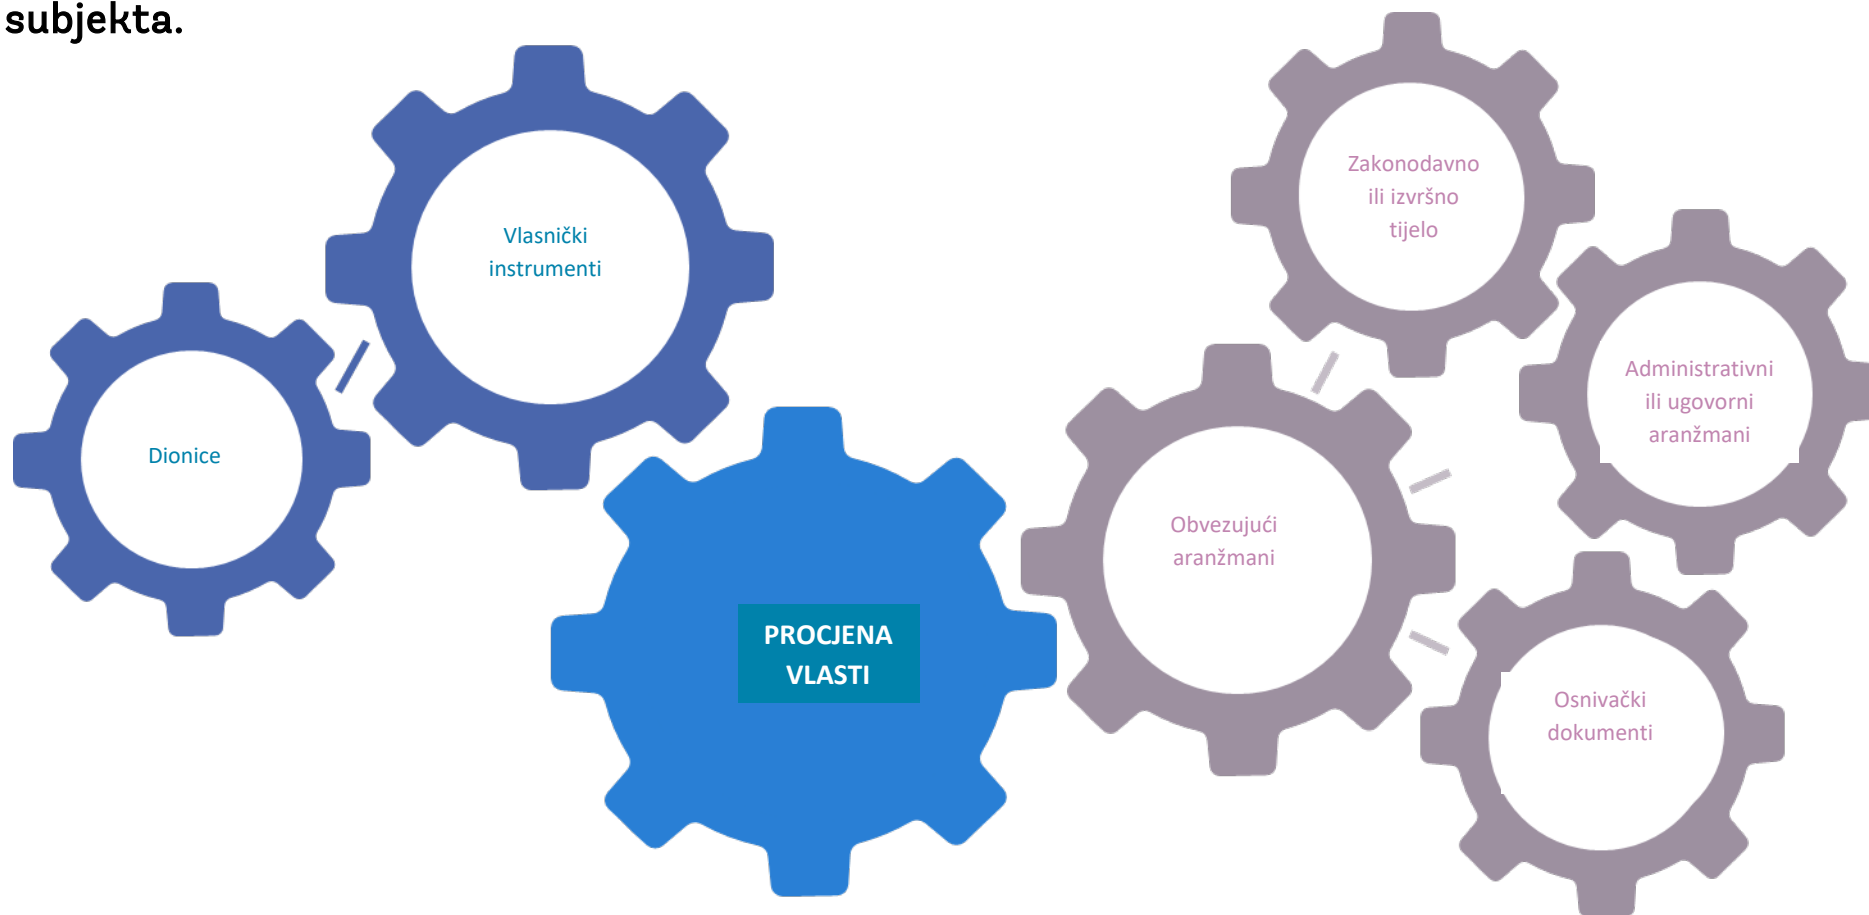 subjekta.
Vlasnički
instrumenti
Dionice
PROCJENA
VLASTI
Obvezujući
aranžmani
Zakonodavno
ili izvršno
tijelo
Administrativni
ili ugovorni
aranžmani
Osnivački
dokumenti